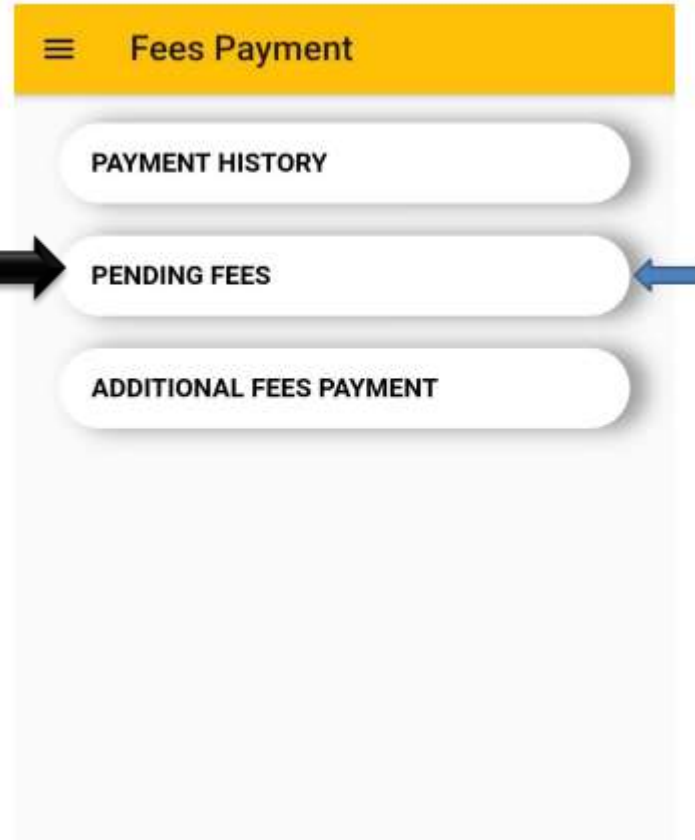 Fees Payment
PAYMENT HISTORY
PENDING FEES
ADDITIONAL FEES PAYMENT